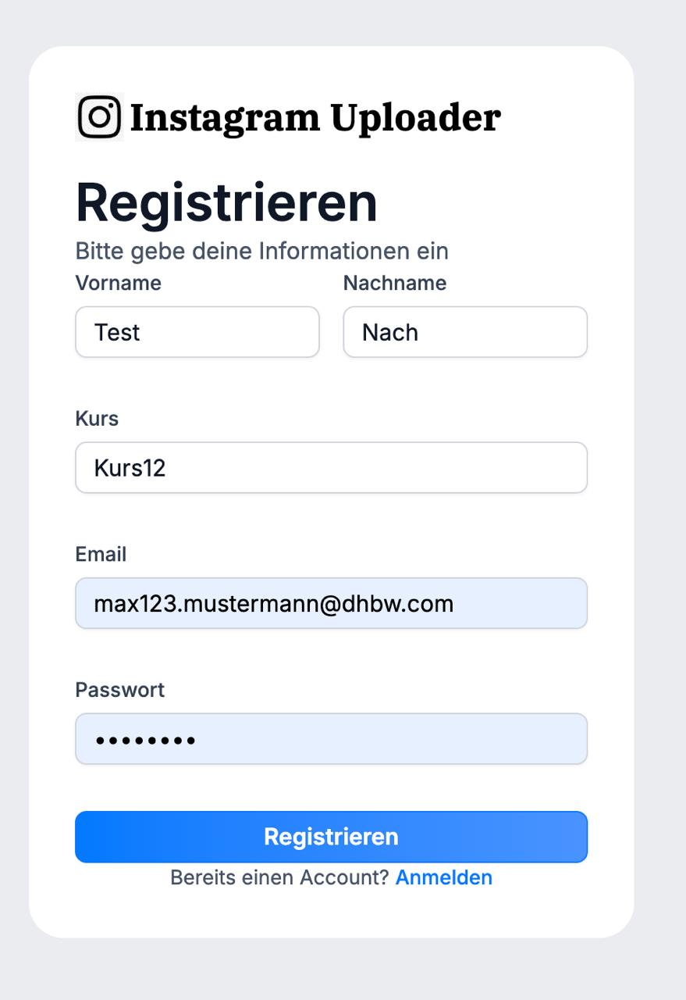 Instagram Uploader
Registrieren
Bitte gebe deine Informationen ein
Vorname Nachname
Test Nach
Kurs
Kurs12
Email
max123.mustermann@dhbw.com
Passwort
••••••••
Registrieren
Bereits einen Account? Anmelden